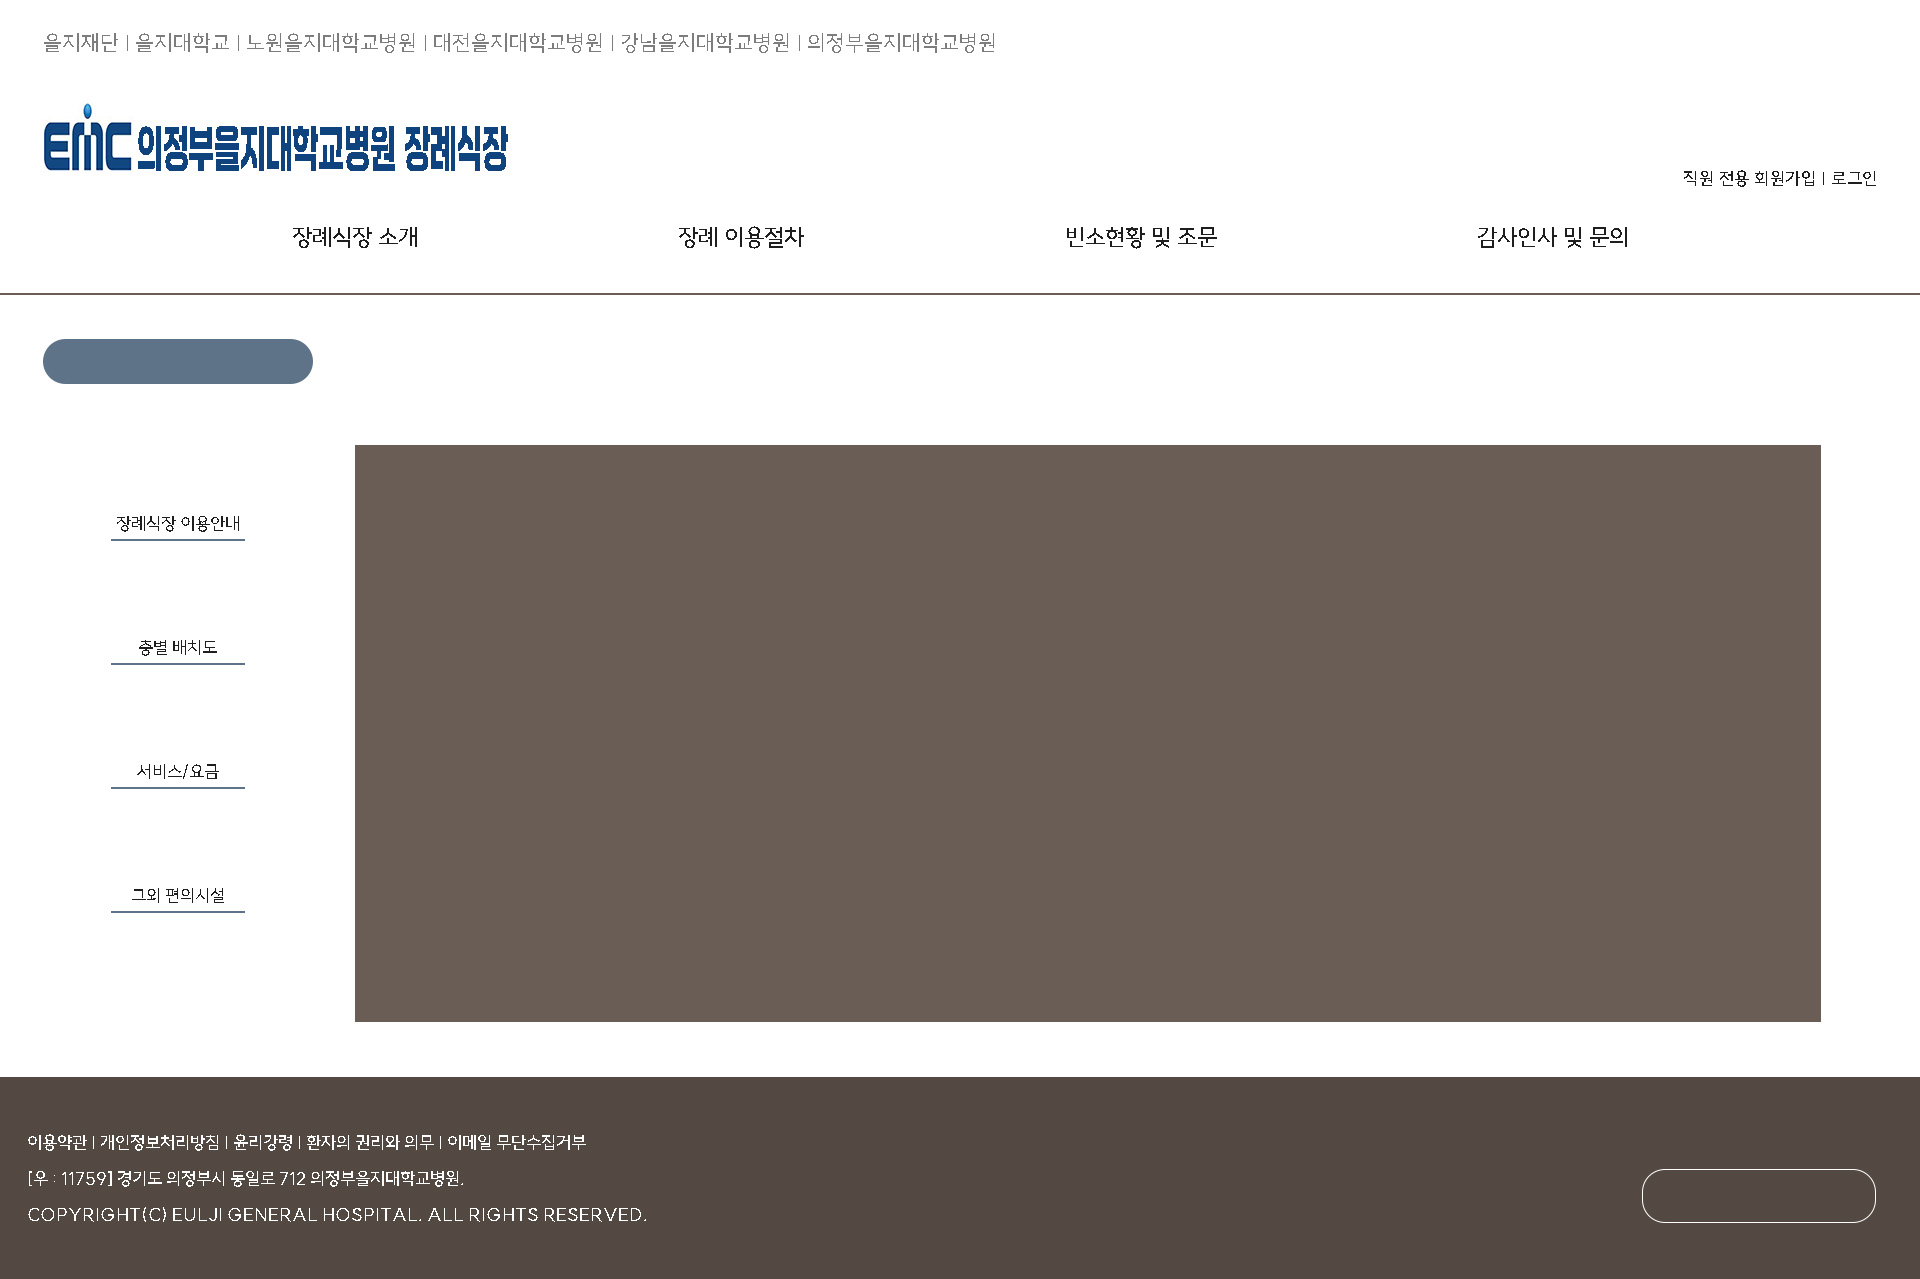 을지재단 | 을지대학교 | 노원을지대학교병원 | 대전을지대학교병원 | 강남을지대학교병원 | 의정부을지대학교병원
EMC 의정부을지대학교병원 장례식장
직원 전용 회원가입 | 로그인
장례식장 소개 장례 이용절차 빈소현황 및 조문 감사인사 및 문의
장례식장 이용안내
층별 배치도
서비스/요금
그외 편의시설
이용약관 | 개인정보처리방침 | 윤리강령 | 환자의 권리와 의무 | 이메일 무단수집거부
[우 : 11759] 경기도 의정부시 동일로 712 의정부을지대학교병원.
COPYRIGHT(C) EULJI GENERAL HOSPITAL. ALL RIGHTS RESERVED.